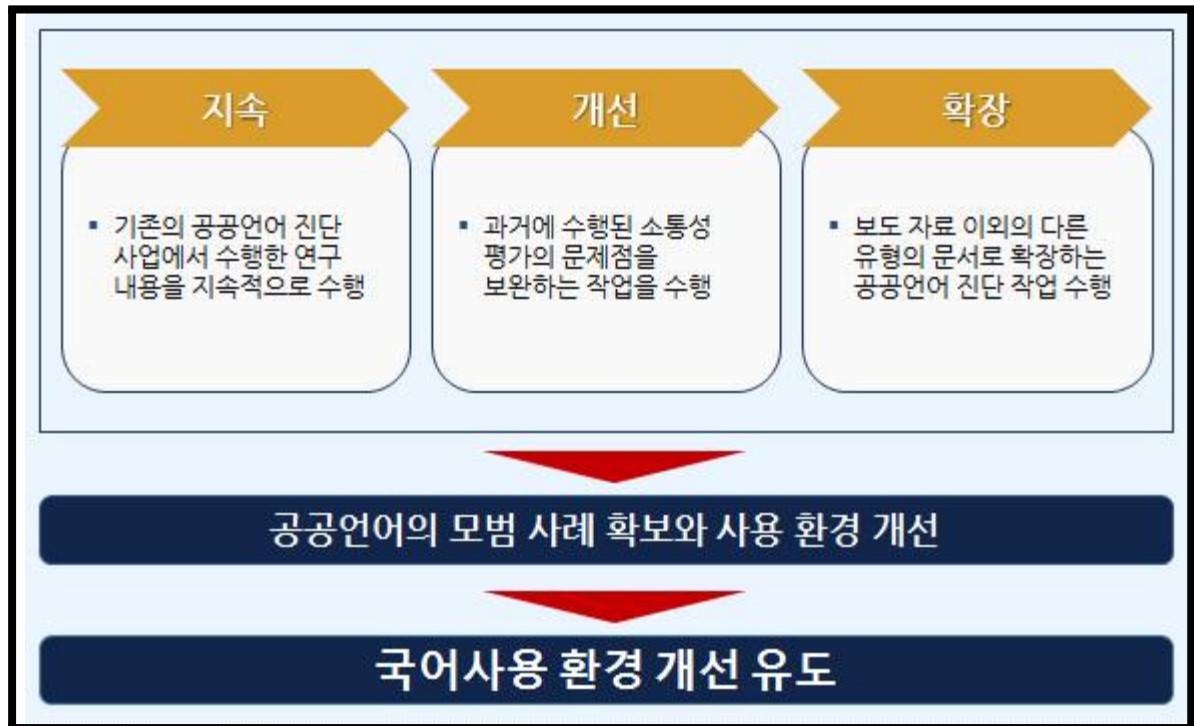 지속
▪ 기존의 공공언어 진단
사업에서 수행한 연구
내용을 지속적으로 수행
개선
▪ 과거에 수행된 소통성
평가의 문제점을
보완하는 작업을 수행
확장
▪ 보도 자료 이외의 다른
유형의 문서로 확장하는
공공언어 진단 작업 수행
공공언어의 모범 사례 확보와 사용 환경 개선
국어사용 환경 개선 유도